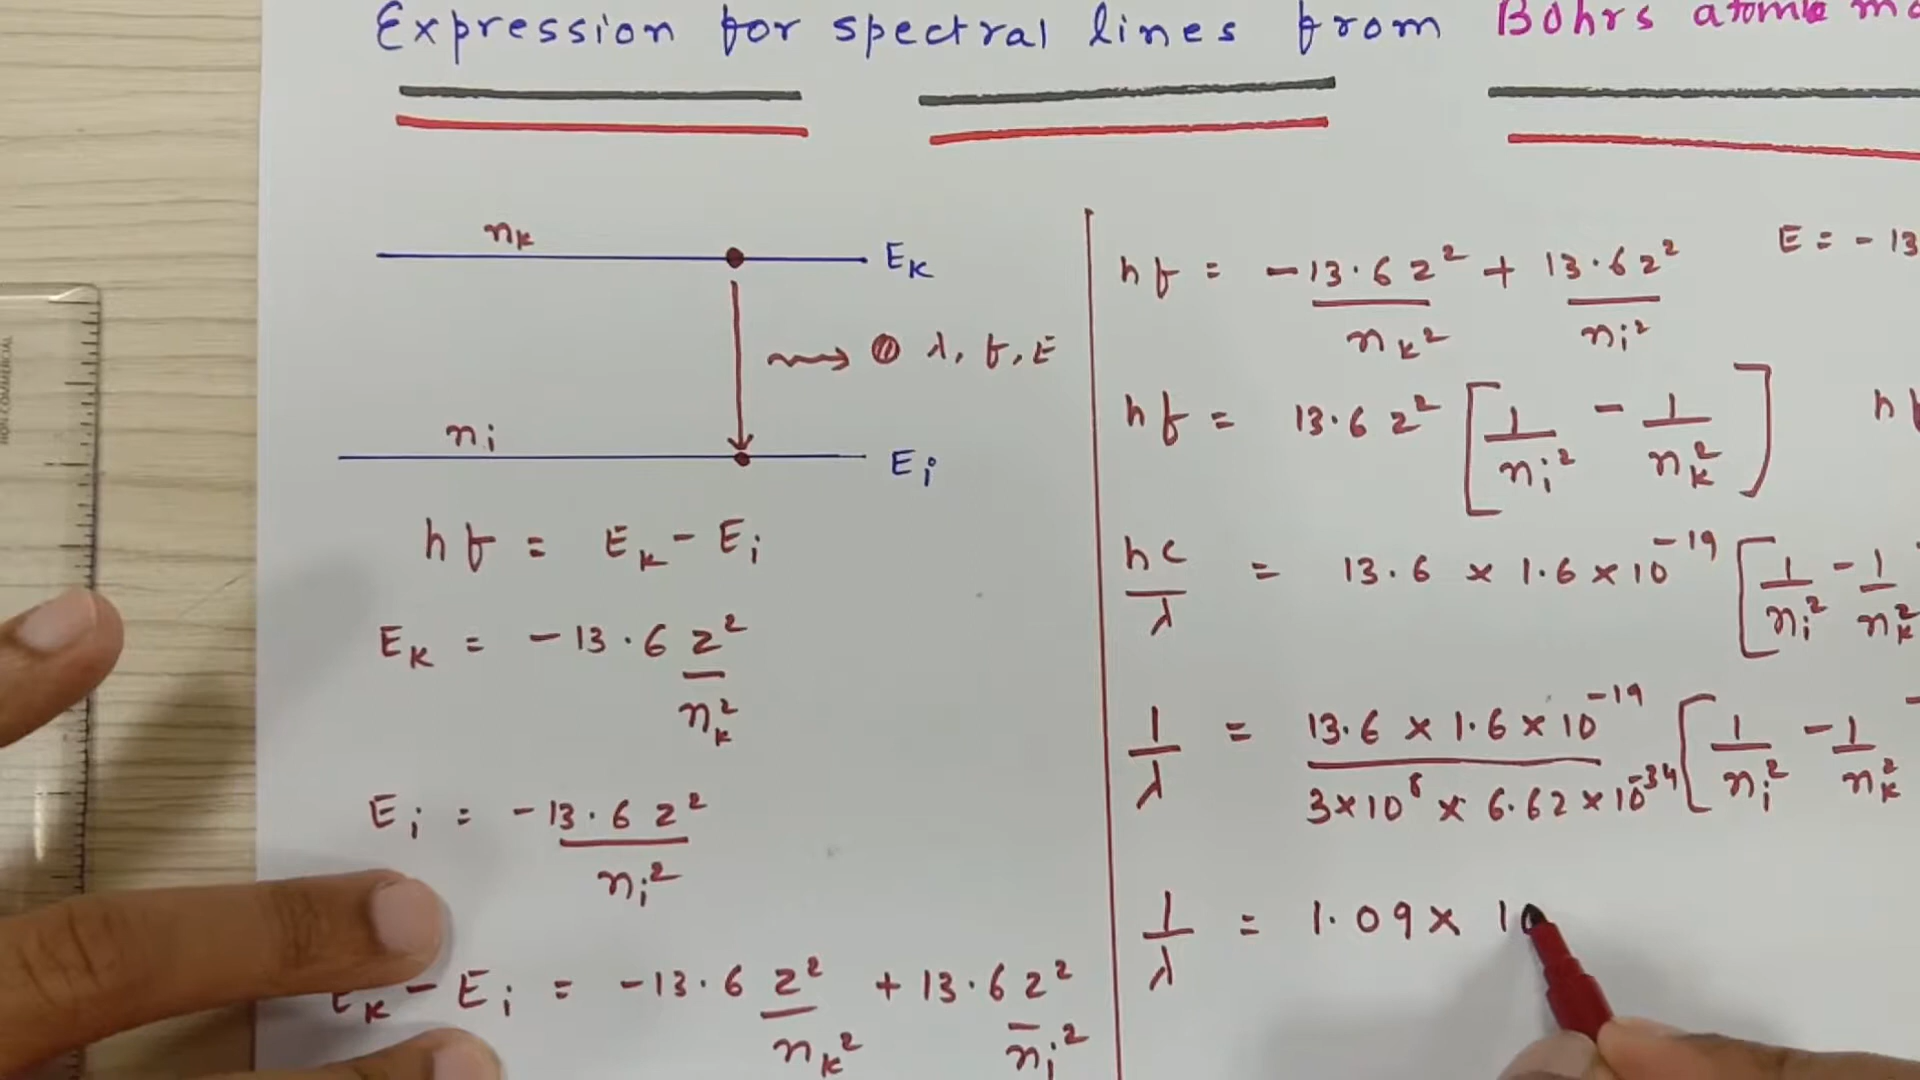 Expression for spectral lines from Bohrs atomic mo
nₖ
Eₖ
λ, f, E
nᵢ
Eᵢ
hf = Eₖ - Eᵢ
Eₖ = -13.6 z²/nₖ²
Eᵢ = -13.6 z²/nᵢ²
Eₖ - Eᵢ = -13.6 z²/nₖ² + 13.6 z²/nᵢ²
E = - 13
hf = -13.6 z²/nₖ² + 13.6 z²/nᵢ²
hf = 13.6 z² [1/nᵢ² - 1/nₖ²]
h
hc/λ = 13.6 × 1.6 × 10⁻¹⁹ [1/nᵢ² - 1/nₖ²
1/λ = 13.6 × 1.6 × 10⁻¹⁹ / 3×10⁸ × 6.62 × 10⁻³⁴ [1/nᵢ² - 1/nₖ²
1/λ = 1.09 × 10